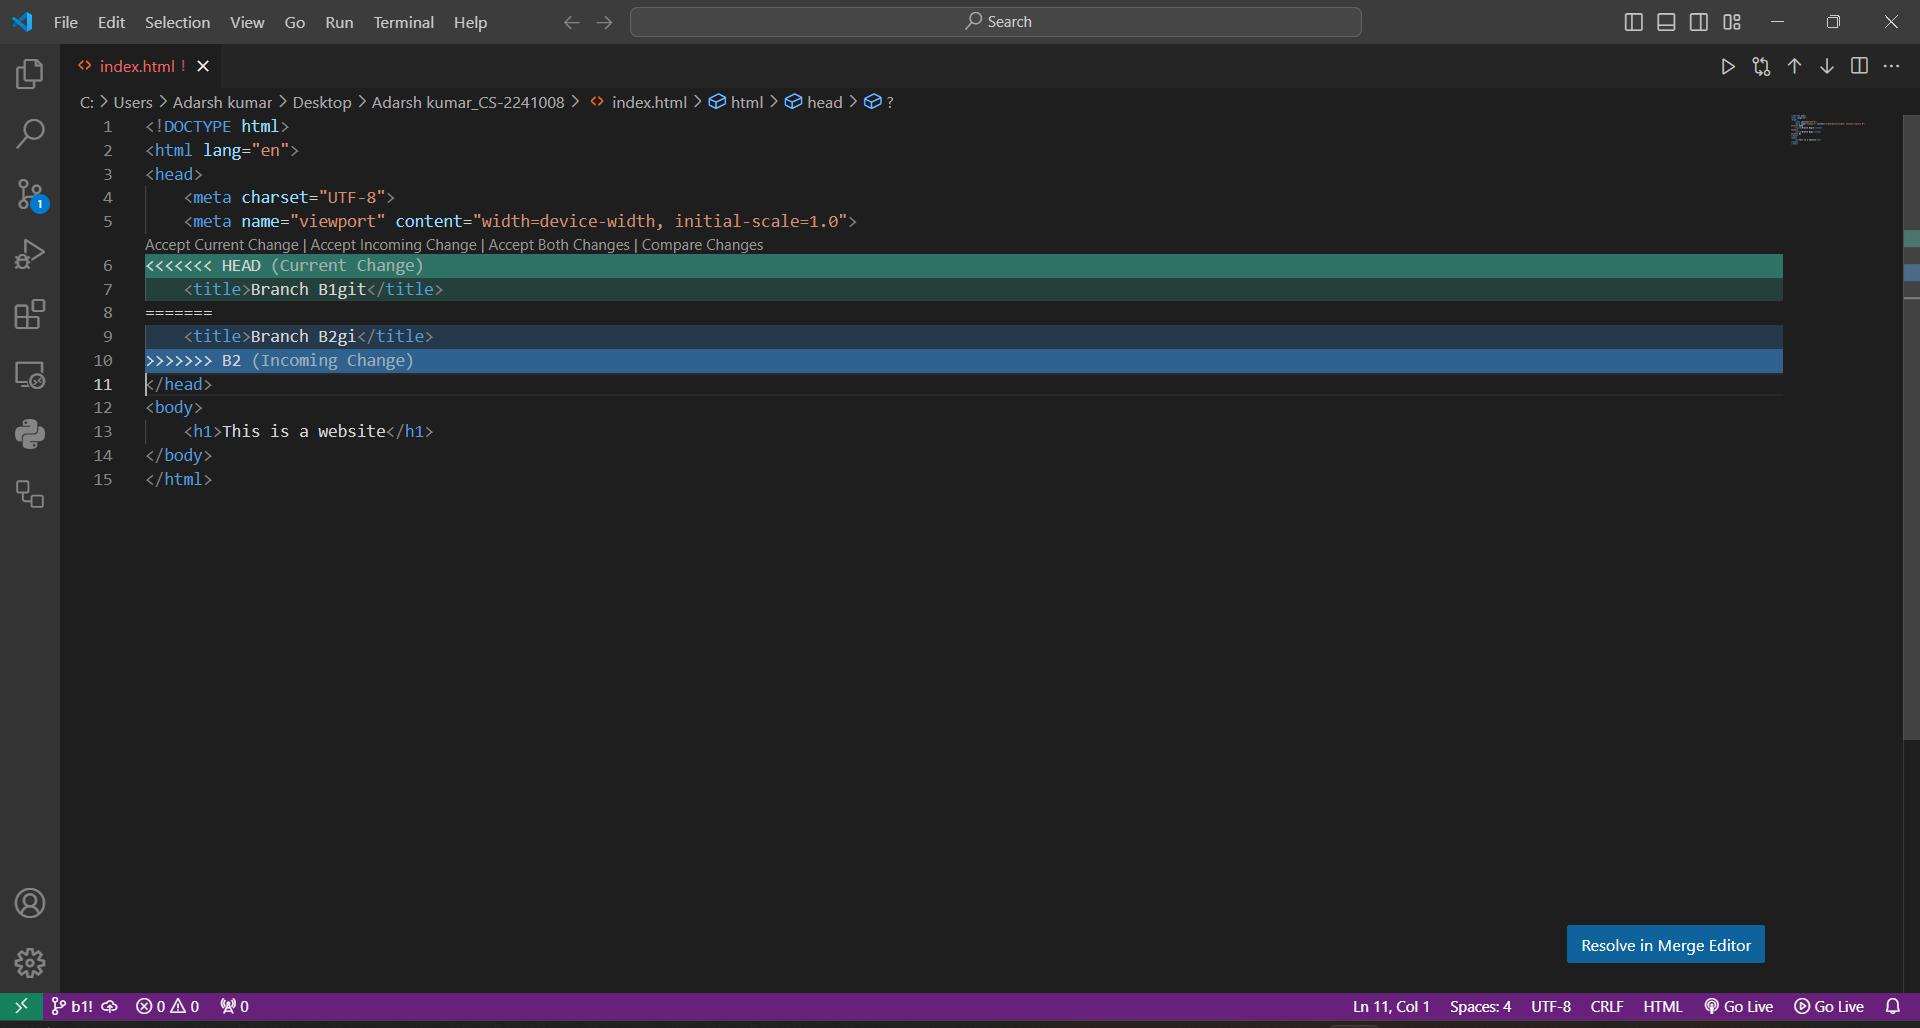 File Edit Selection View Go Run Terminal Help Search
index.html !
C: > Users > Adarsh kumar > Desktop > Adarsh kumar_CS-2241008 > index.html > html > head > ?
1 <!DOCTYPE html>
2 <html lang="en">
3 <head>
4 <meta charset="UTF-8">
5 <meta name="viewport" content="width=device-width, initial-scale=1.0">
Accept Current Change | Accept Incoming Change | Accept Both Changes | Compare Changes
6 <<<<<<< HEAD (Current Change)
7 <title>Branch B1git</title>
8 =======
9 <title>Branch B2gi</title>
10 >>>>>>> B2 (Incoming Change)
11 </head>
12 <body>
13 <h1>This is a website</h1>
14 </body>
15 </html>
1
Resolve in Merge Editor
b1! 0 0 0 Ln 11, Col 1 Spaces: 4 UTF-8 CRLF HTML Go Live Go Live